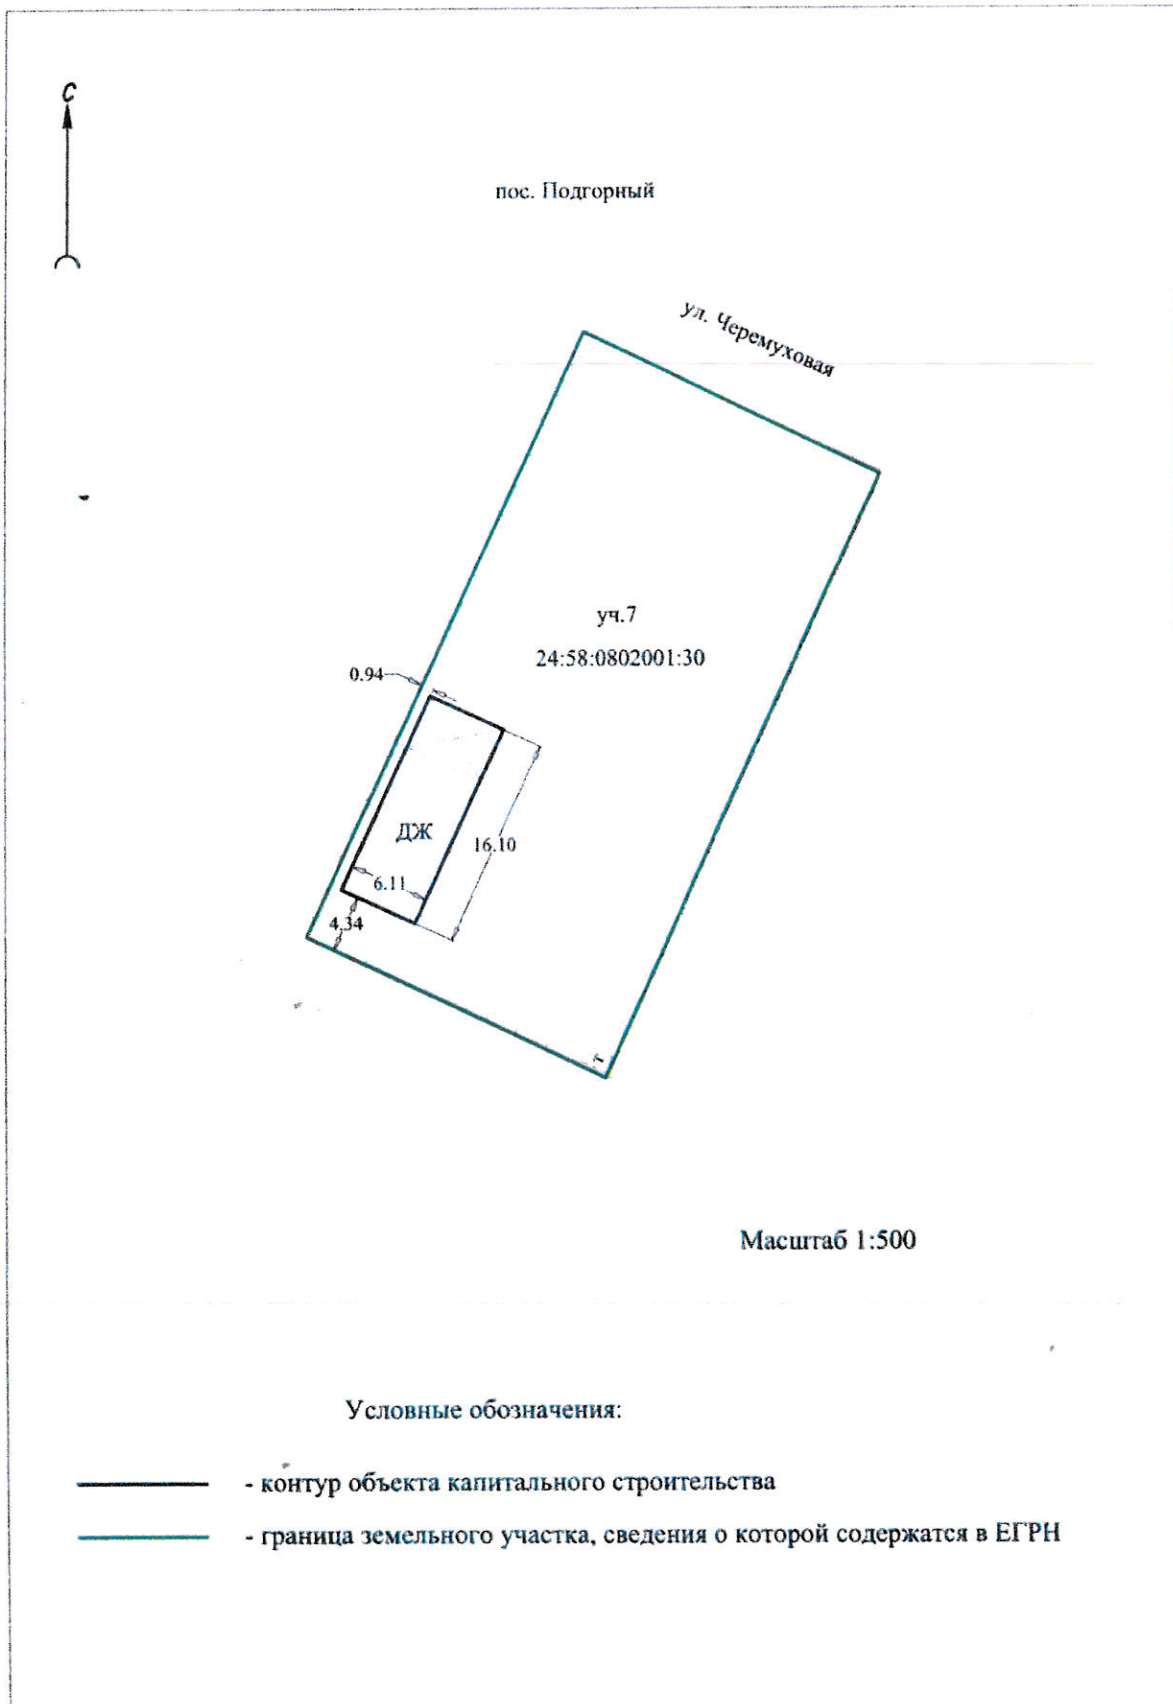 С
пос. Подгорный
ул. Черемуховая
уч.7
24:58:0802001:30
0.94
ДЖ
16.10
6.11
4.34
т
Масштаб 1:500
Условные обозначения:
- контур объекта капитального строительства
- граница земельного участка, сведения о которой содержатся в ЕГРН